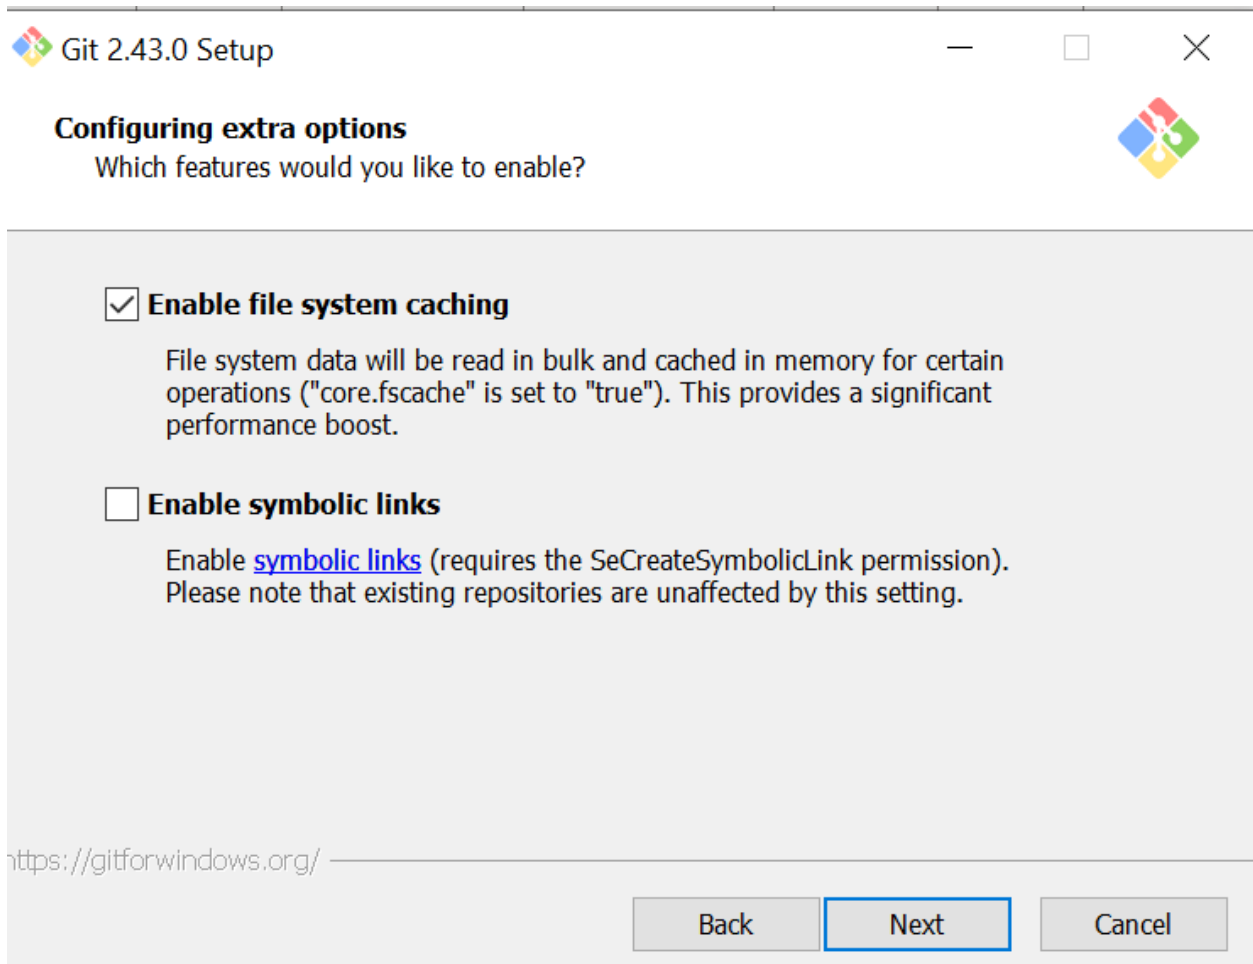 Git 2.43.0 Setup
Configuring extra options
Which features would you like to enable?
Enable file system caching
File system data will be read in bulk and cached in memory for certain
operations ("core.fscache" is set to "true"). This provides a significant
performance boost.
Enable symbolic links
Enable symbolic links (requires the SeCreateSymbolicLink permission).
Please note that existing repositories are unaffected by this setting.
https://gitforwindows.org/
Back
Next
Cancel